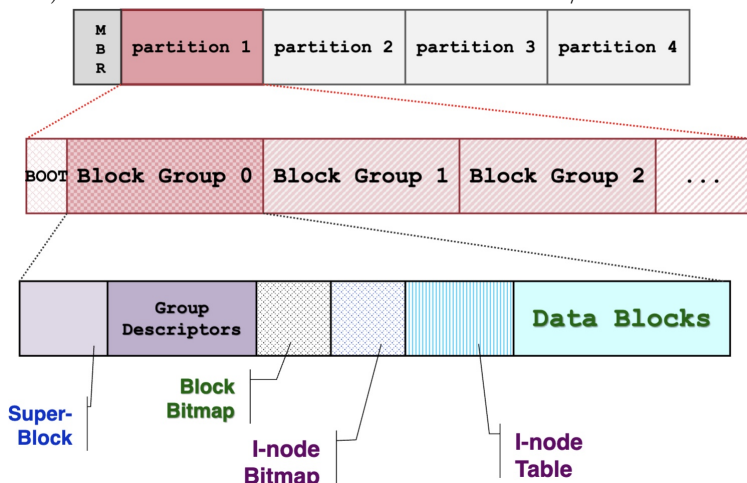 M
B
R
partition 1
partition 2
partition 3
partition 4
BOOT
Block Group 0
Block Group 1
Block Group 2
...
Group
Descriptors
Data Blocks
Super-
Block
Block
Bitmap
I-node
Bitmap
I-node
Table